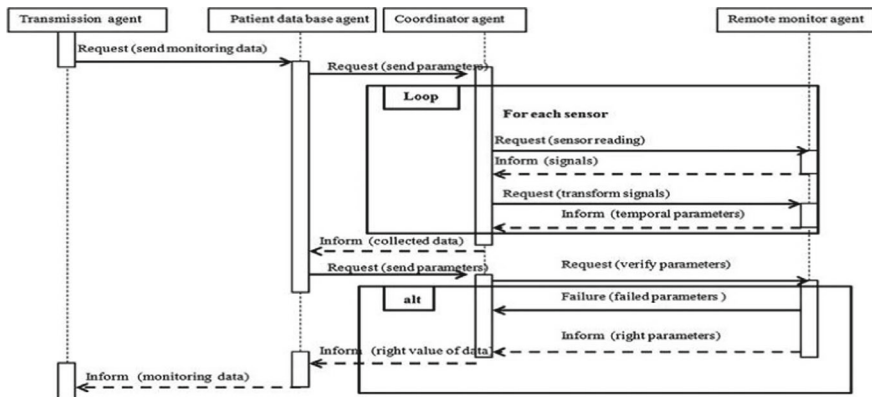 Transmission agent
Patient data base agent
Coordinator agent
Remote monitor agent
Request (send monitoring data)
Request (send parameters)
Loop
For each sensor
Request (sensor reading)
Inform (signals)
Request (transform signals)
Inform (temporal parameters)
Inform (collected data)
Request (send parameters)
Request (verify parameters)
alt
Failure (failed parameters )
Inform (right parameters)
Inform (right value of data)
Inform (monitoring data)